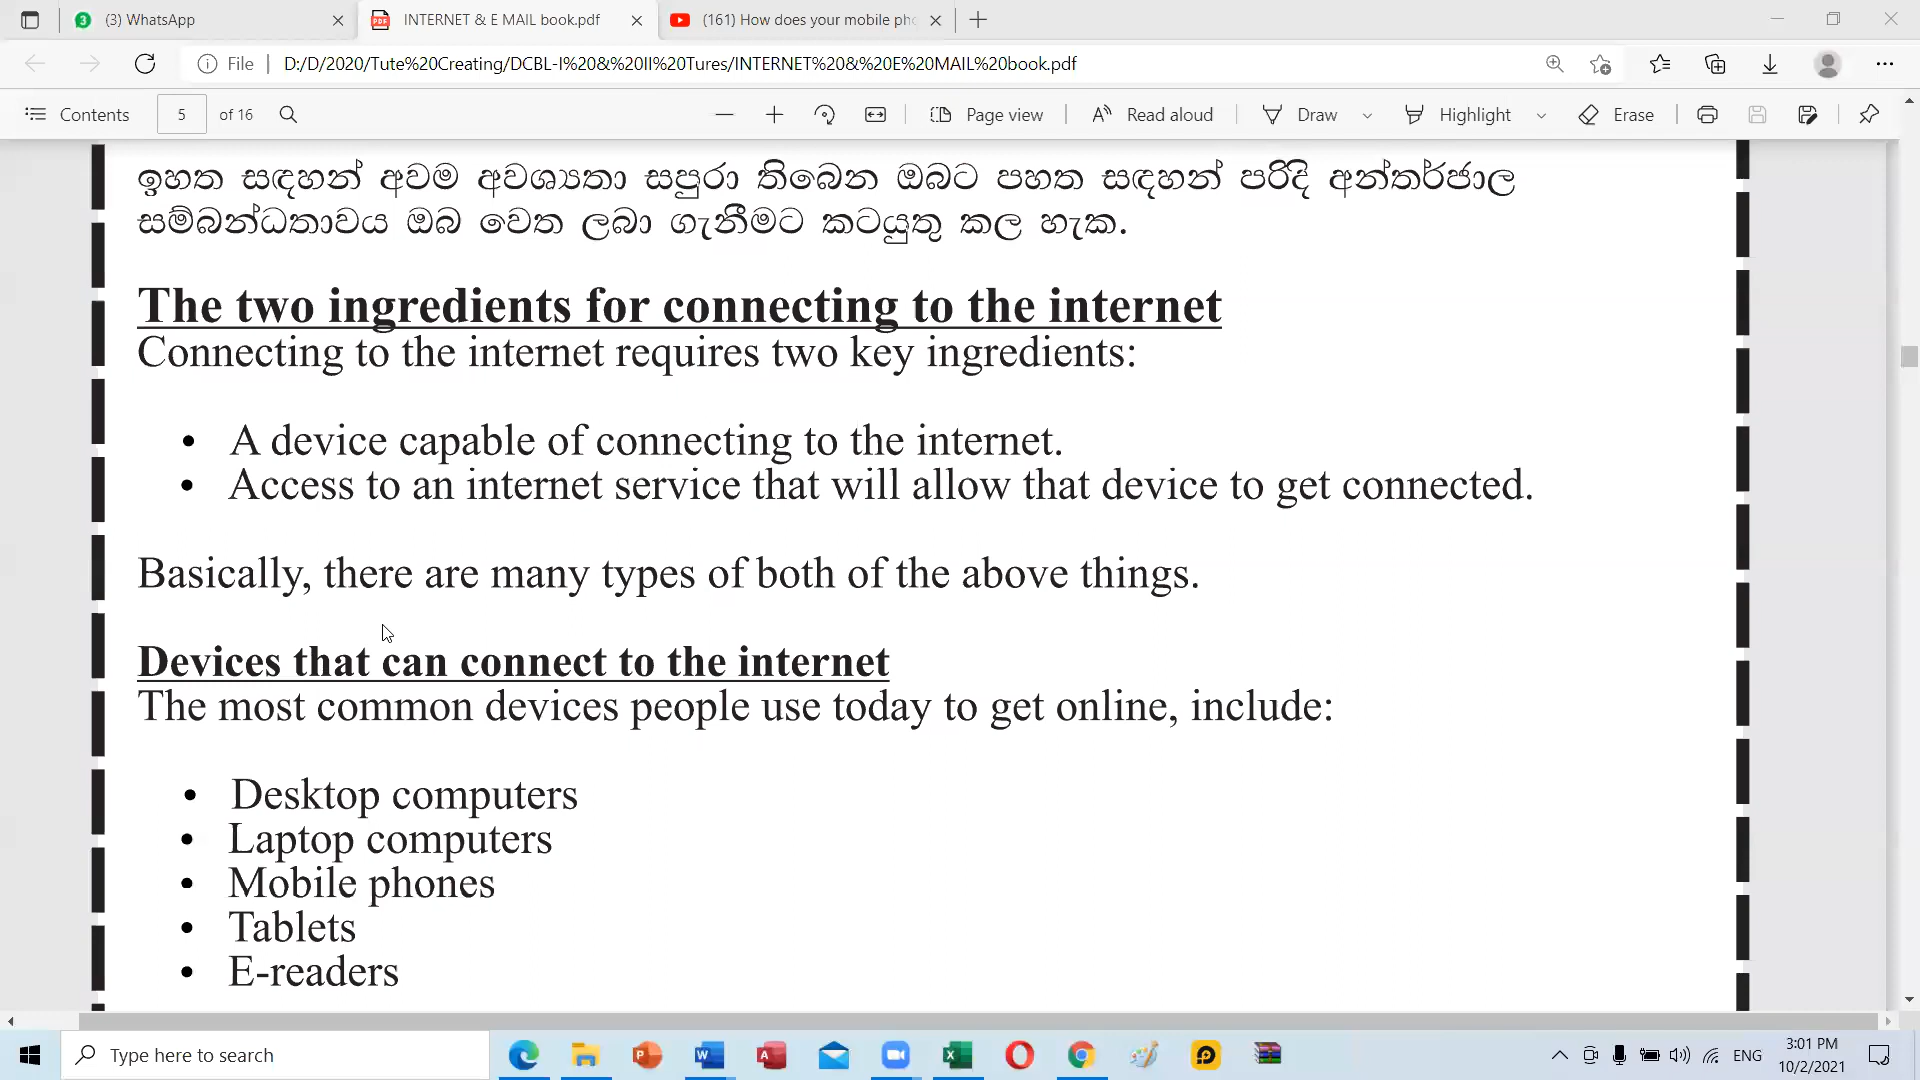 (3) WhatsApp
INTERNET & E MAIL book.pdf
(161) How does your mobile pho
File
D:/D/2020/Tute%20Creating/DCBL-I%20&%20II%20Tures/INTERNET%20&%20E%20MAIL%20book.pdf
Contents
5
of 16
Page view
Read aloud
Draw
Highlight
Erase
ඉහත සඳහන් අවම අවශ්‍යතා සපුරා තිබෙන ඔබට පහත සඳහන් පරිදි අන්තර්ජාල
සම්බන්ධතාවය ඔබ වෙත ලබා ගැනීමට කටයුතු කල හැක.
The two ingredients for connecting to the internet
Connecting to the internet requires two key ingredients:
• A device capable of connecting to the internet.
• Access to an internet service that will allow that device to get connected.
Basically, there are many types of both of the above things.
Devices that can connect to the internet
The most common devices people use today to get online, include:
• Desktop computers
• Laptop computers
• Mobile phones
• Tablets
• E-readers
Type here to search
ENG
3:01 PM
10/2/2021